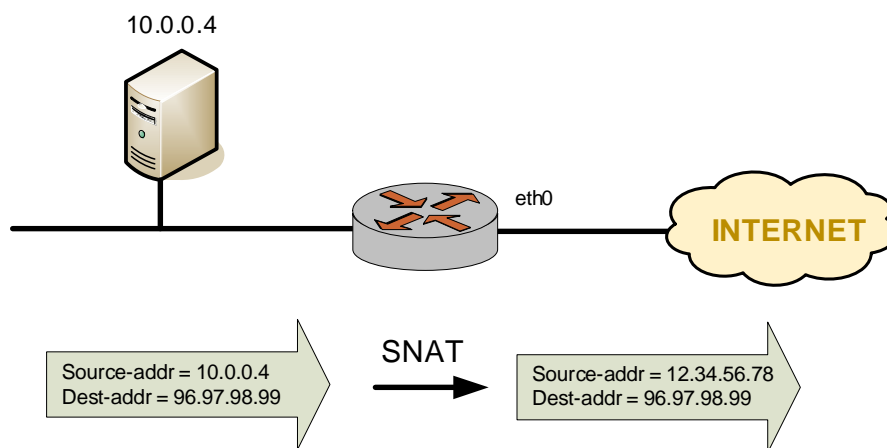 10.0.0.4
eth0
INTERNET
SNAT
Source-addr = 10.0.0.4
Dest-addr = 96.97.98.99
Source-addr = 12.34.56.78
Dest-addr = 96.97.98.99